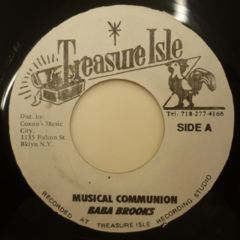 Treasure Isle
Dist. by:
Coxson's Music
City,
3135 Fulton St.
Bklyn N.Y.
Tel: 718-277-4166
SIDE A
MUSICAL COMMUNION
BABA BROOKS
RECORDED AT TREASURE ISLE RECORDING STUDIO